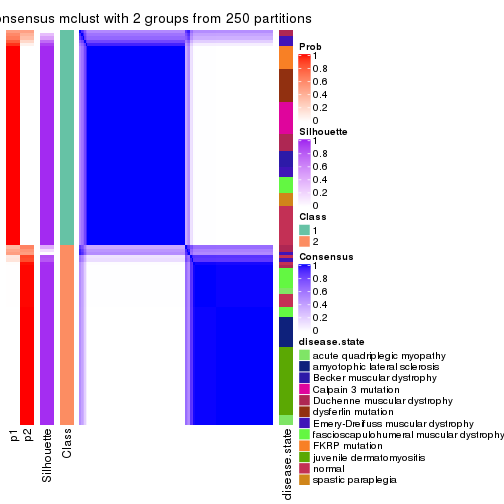 onsensus mclust with 2 groups from 250 partitions
Prob
1
0.8
0.6
0.4
0.2
0
Silhouette
1
0.8
0.6
0.4
0.2
0
Class
1
2
Consensus
1
0.8
0.6
0.4
0.2
0
disease.state
acute quadriplegic myopathy
amyotophic lateral sclerosis
Becker muscular dystrophy
Calpain 3 mutation
Duchenne muscular dystrophy
dysferlin mutation
Emery-Dreifuss muscular dystrophy
fascioscapulohumeral muscular dystrophy
FKRP mutation
juvenile dermatomyositis
normal
spastic paraplegia
p1
p2
Silhouette
Class
disease.state